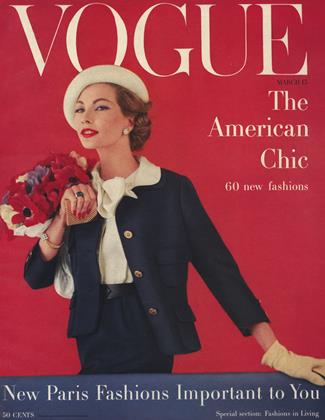 VOGUE
MARCH 15
The
American
Chic
60 new fashions
New Paris Fashions Important to You
50 CENTS
Special section: Fashions in Living